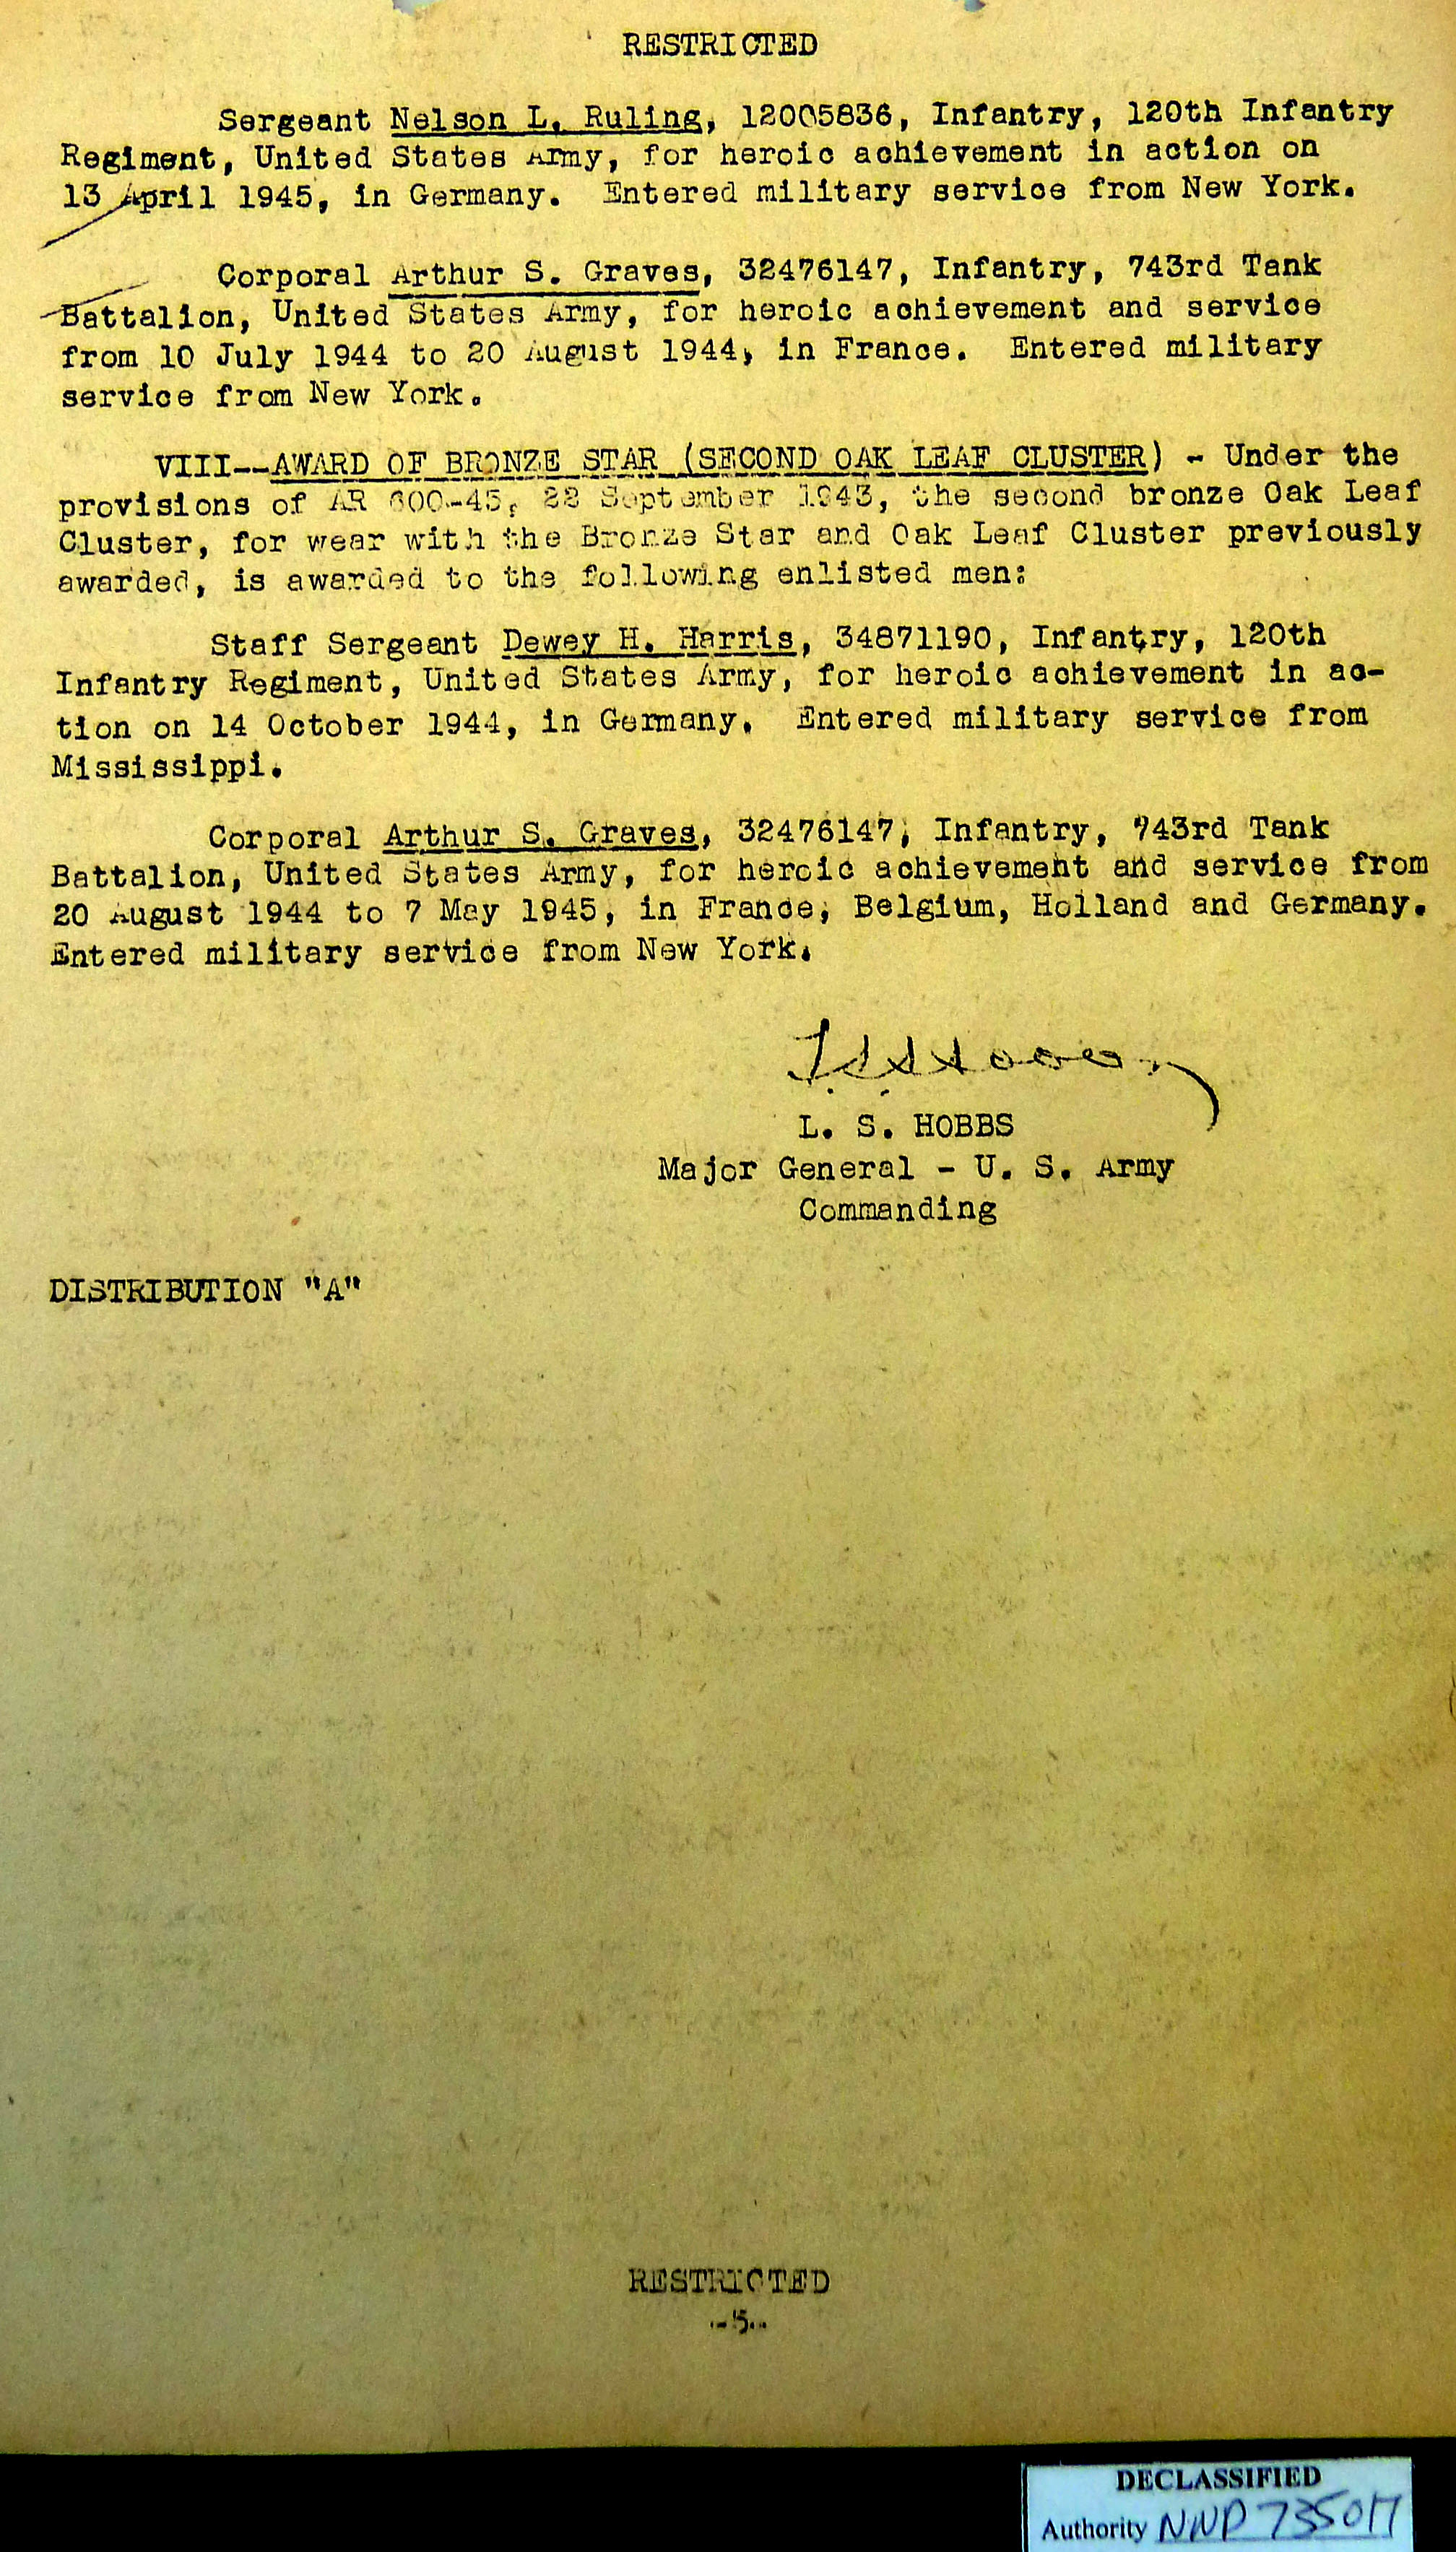 RESTRICTED
Sergeant Nelson L. Ruling, 12005836, Infantry, 120th Infantry
Regiment, United States Army, for heroic achievement in action on
13 April 1945, in Germany. Entered military service from New York.
Corporal Arthur S. Graves, 32476147, Infantry, 743rd Tank
Battalion, United States Army, for heroic achievement and service
from 10 July 1944 to 20 August 1944, in France. Entered military
service from New York.
VIII--AWARD OF BRONZE STAR (SECOND OAK LEAF CLUSTER) - Under the
provisions of AR 600-45, 22 September 1943, the second bronze Oak Leaf
Cluster, for wear with the Bronze Star and Oak Leaf Cluster previously
awarded, is awarded to the following enlisted men:
Staff Sergeant Dewey H. Harris, 34871190, Infantry, 120th
Infantry Regiment, United States Army, for heroic achievement in ac-
tion on 14 October 1944, in Germany. Entered military service from
Mississippi.
Corporal Arthur S. Graves, 32476147, Infantry, 743rd Tank
Battalion, United States Army, for heroic achievement and service from
20 August 1944 to 7 May 1945, in France, Belgium, Holland and Germany.
Entered military service from New York.
L. S. HOBBS
Major General - U. S. Army
Commanding
DISTRIBUTION "A"
RESTRICTED
-5-
DECLASSIFIED
Authority NND 735017